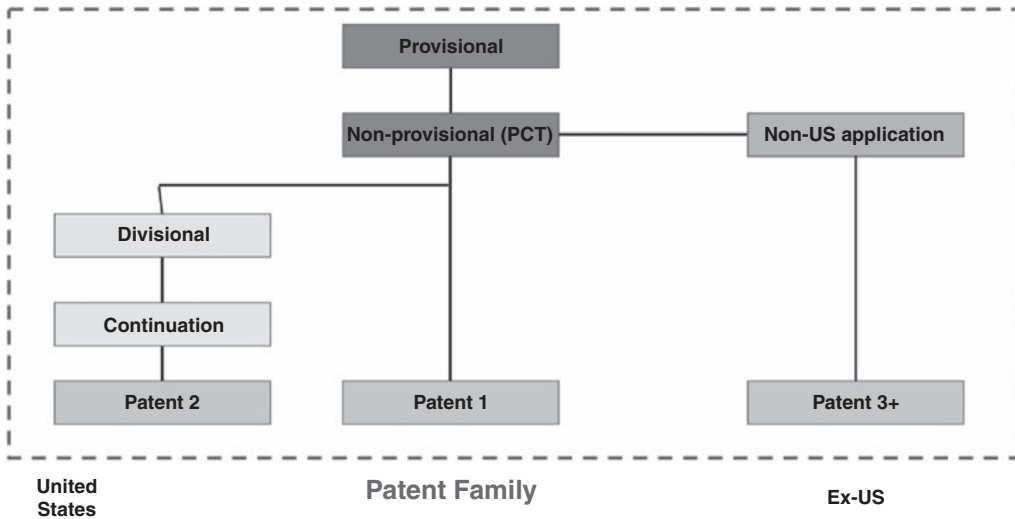 Provisional
Non-provisional (PCT)
Non-US application
Divisional
Continuation
Patent 2
Patent 1
Patent 3+
United
States
Patent Family
Ex-US